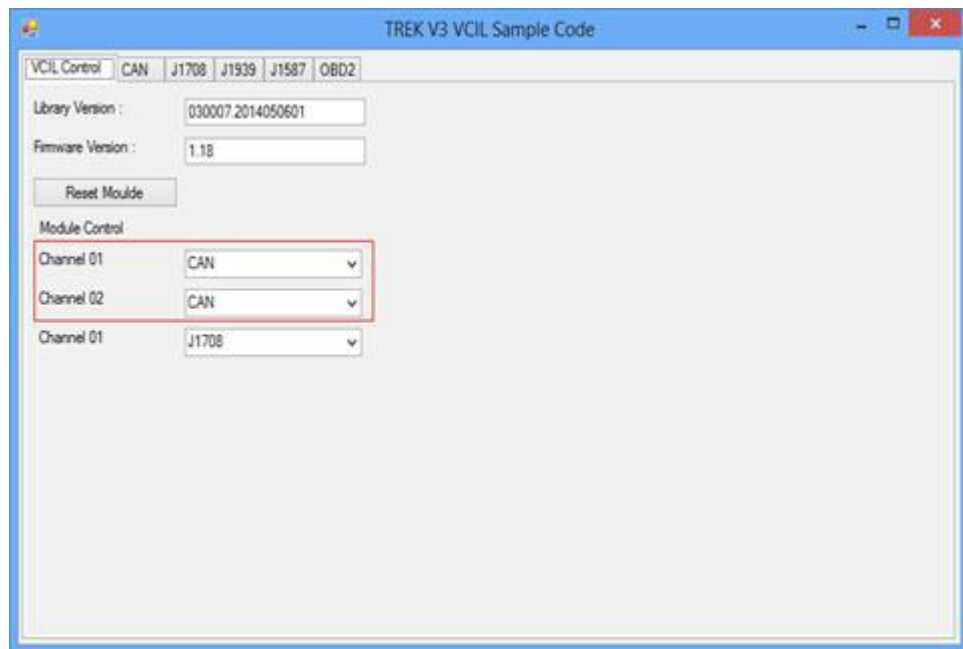 TREK V3 VCIL Sample Code
VCIL Control CAN J1708 J1939 J1587 OBD2
Library Version : 030007.2014050601
Firmware Version : 1.18
Reset Moulde
Module Control
Channel 01 CAN
Channel 02 CAN
Channel 01 J1708